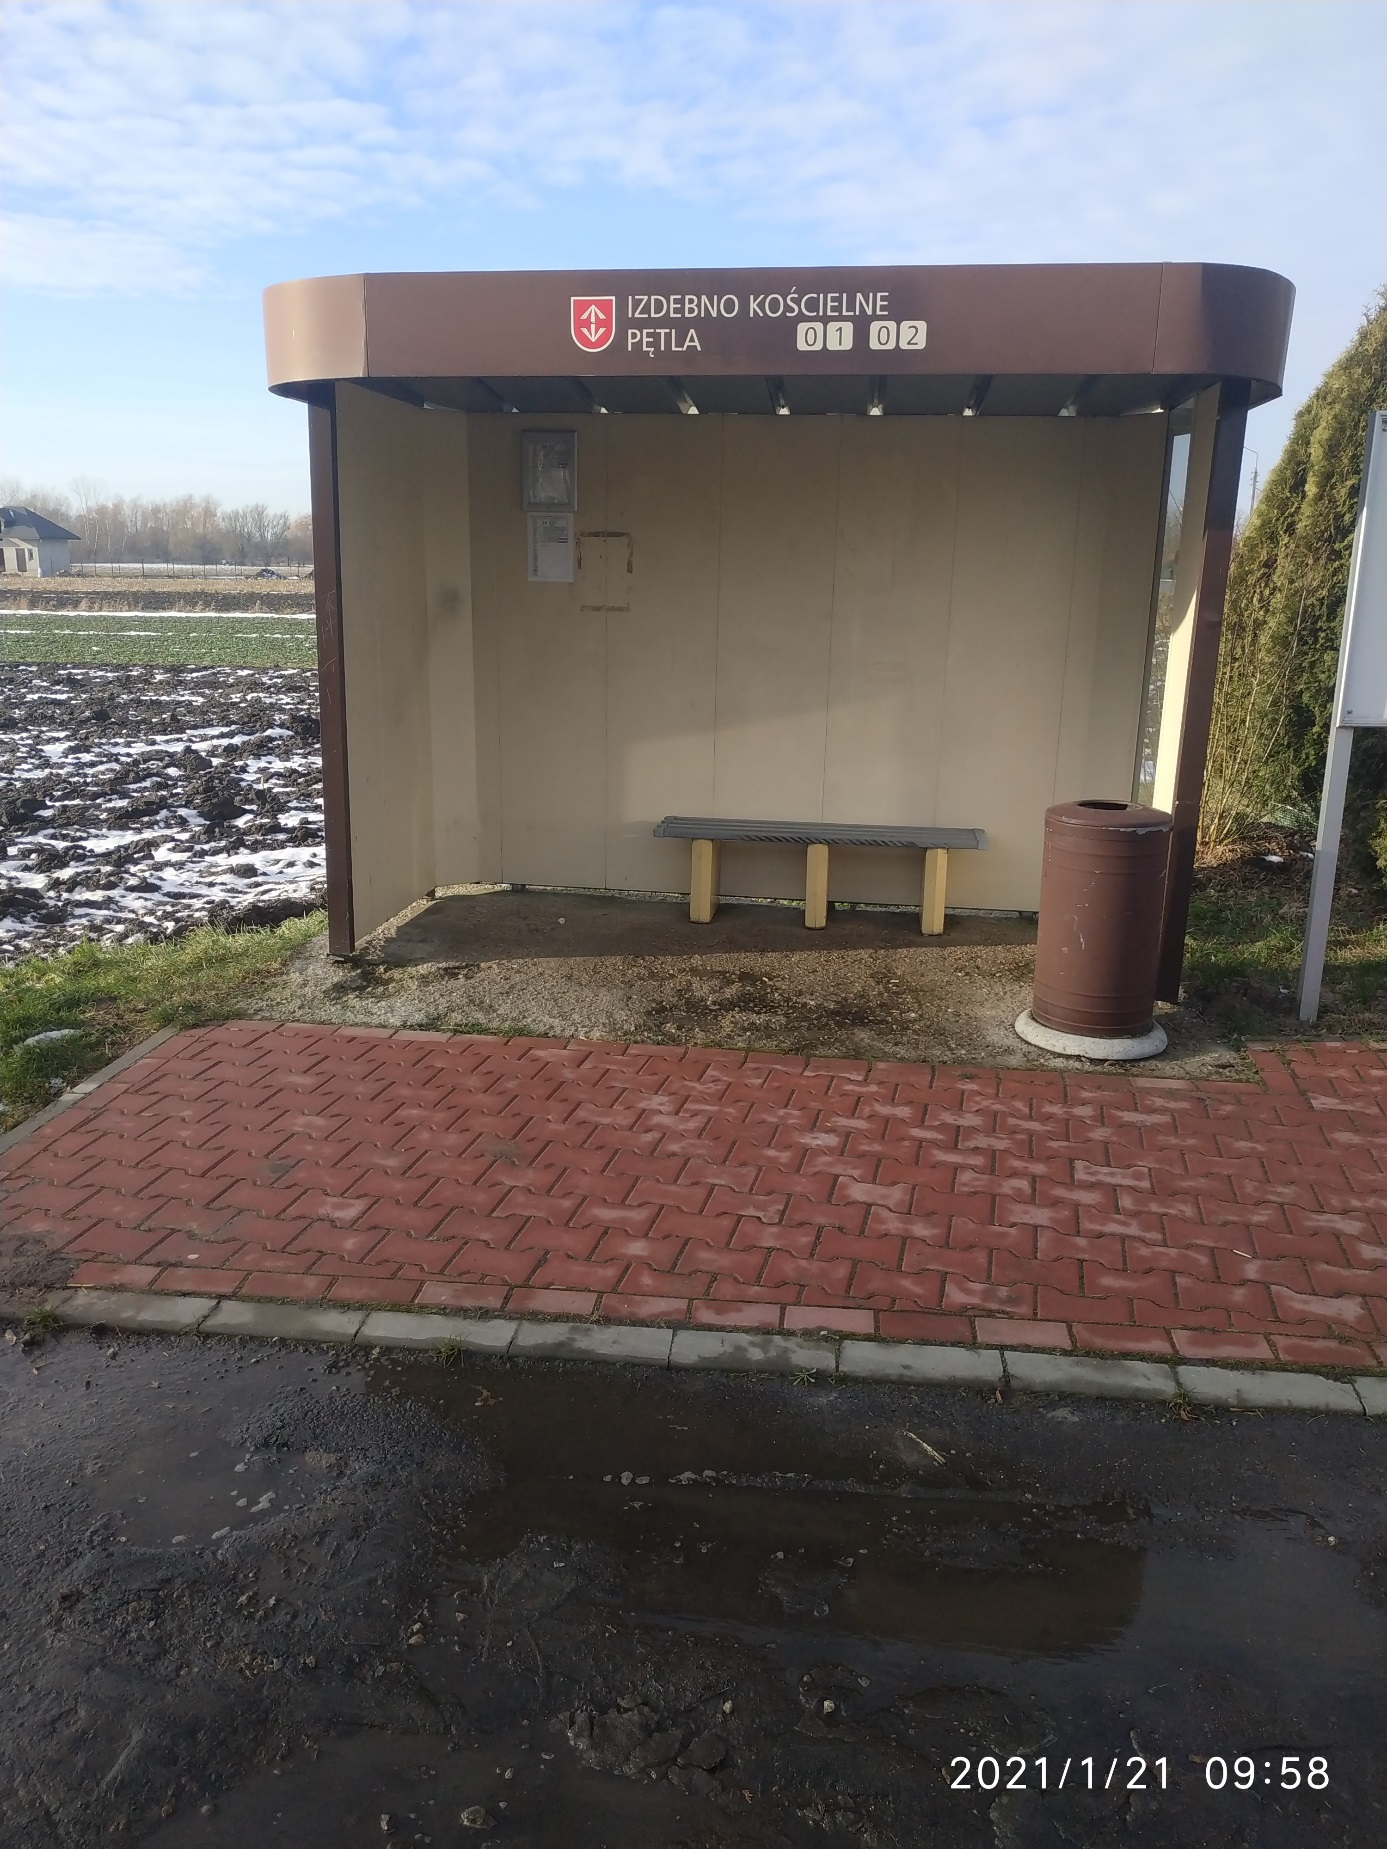 IZDEBNO KOŚCIELNE
PĘTLA 01 02
2021/1/21 09:58